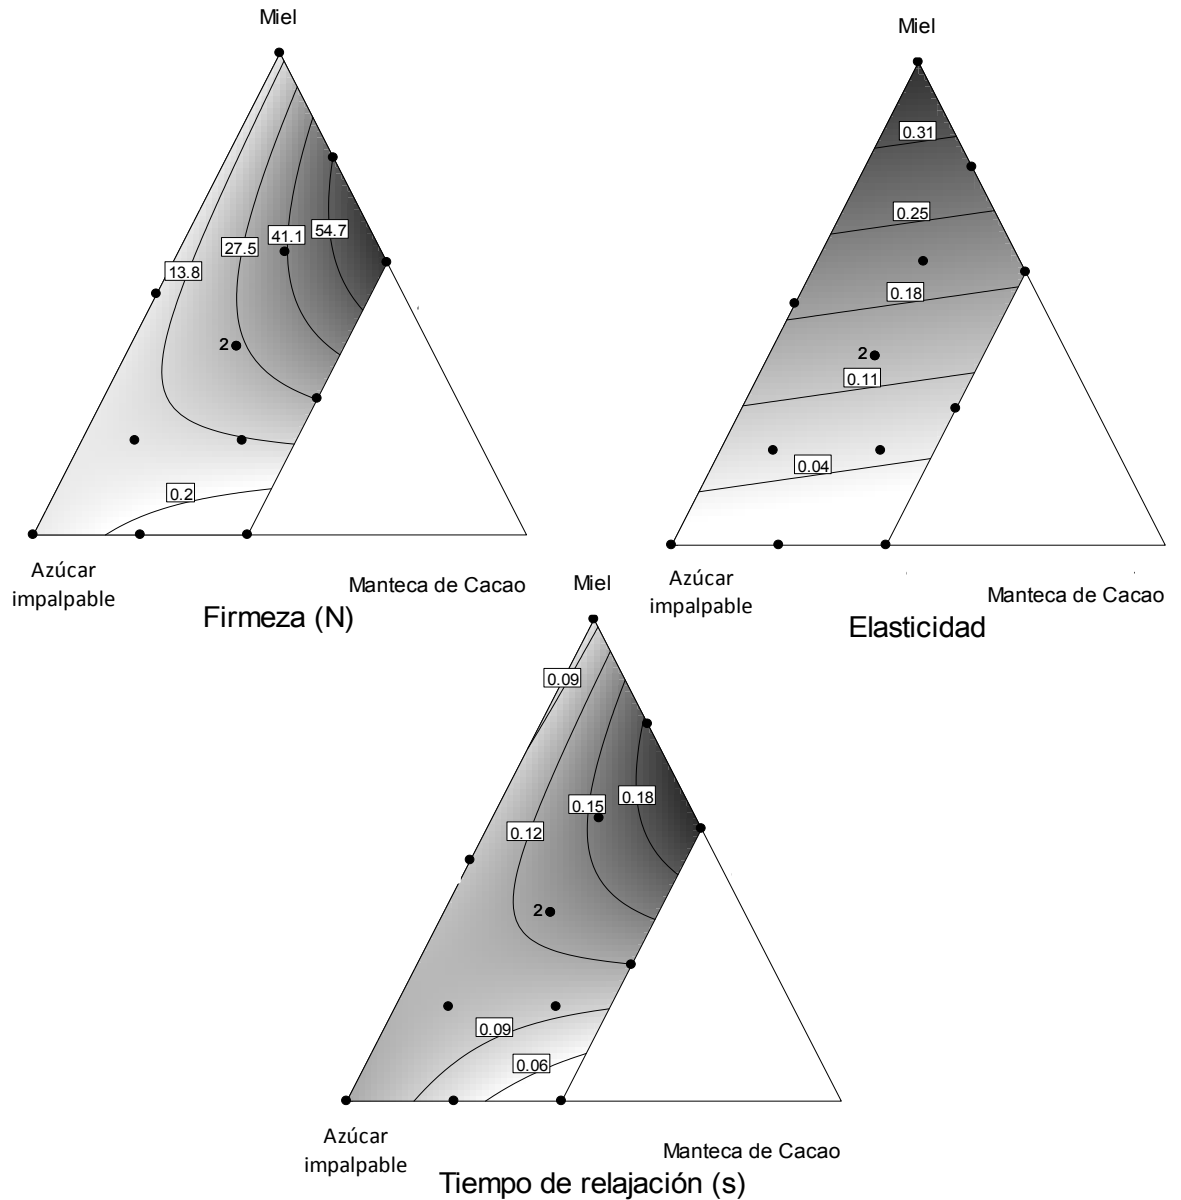 Miel
54.7
41.1
27.5
13.8
2
0.2
Azúcar
impalpable
Manteca de Cacao
Firmeza (N)
Miel
0.31
0.25
0.18
2
0.11
0.04
Azúcar
impalpable
Manteca de Cacao
Elasticidad
Miel
0.09
0.18
0.15
0.12
2
0.09
0.06
Azúcar
impalpable
Manteca de Cacao
Tiempo de relajación (s)